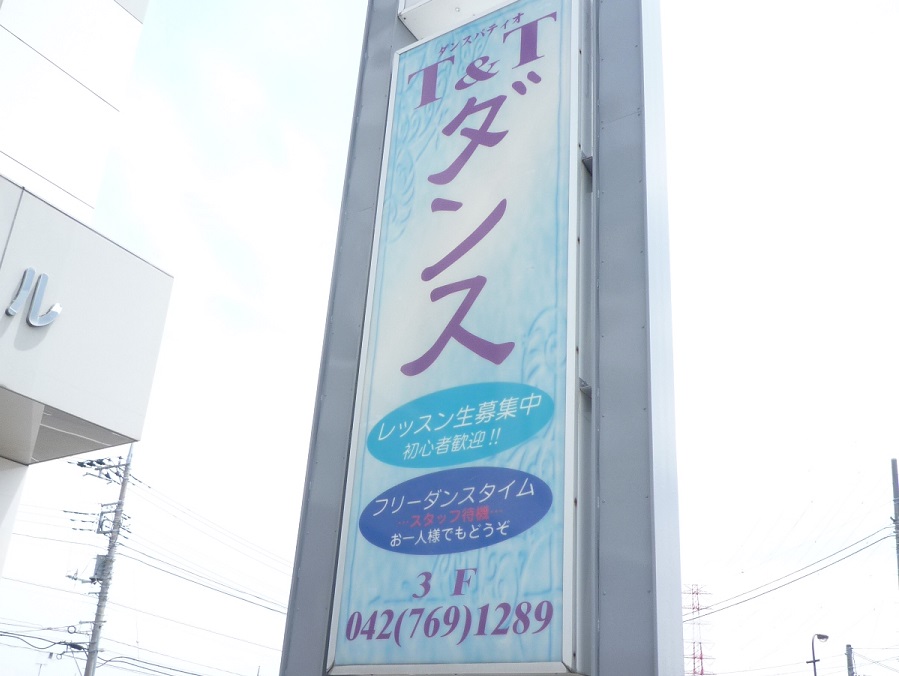 ダンスパティオ
T&T
ダンス
レッスン生募集中
初心者歓迎!!
フリーダンスタイム
…スタッフ待機…
お一人様でもどうぞ
3 F
042(769)1289
ル